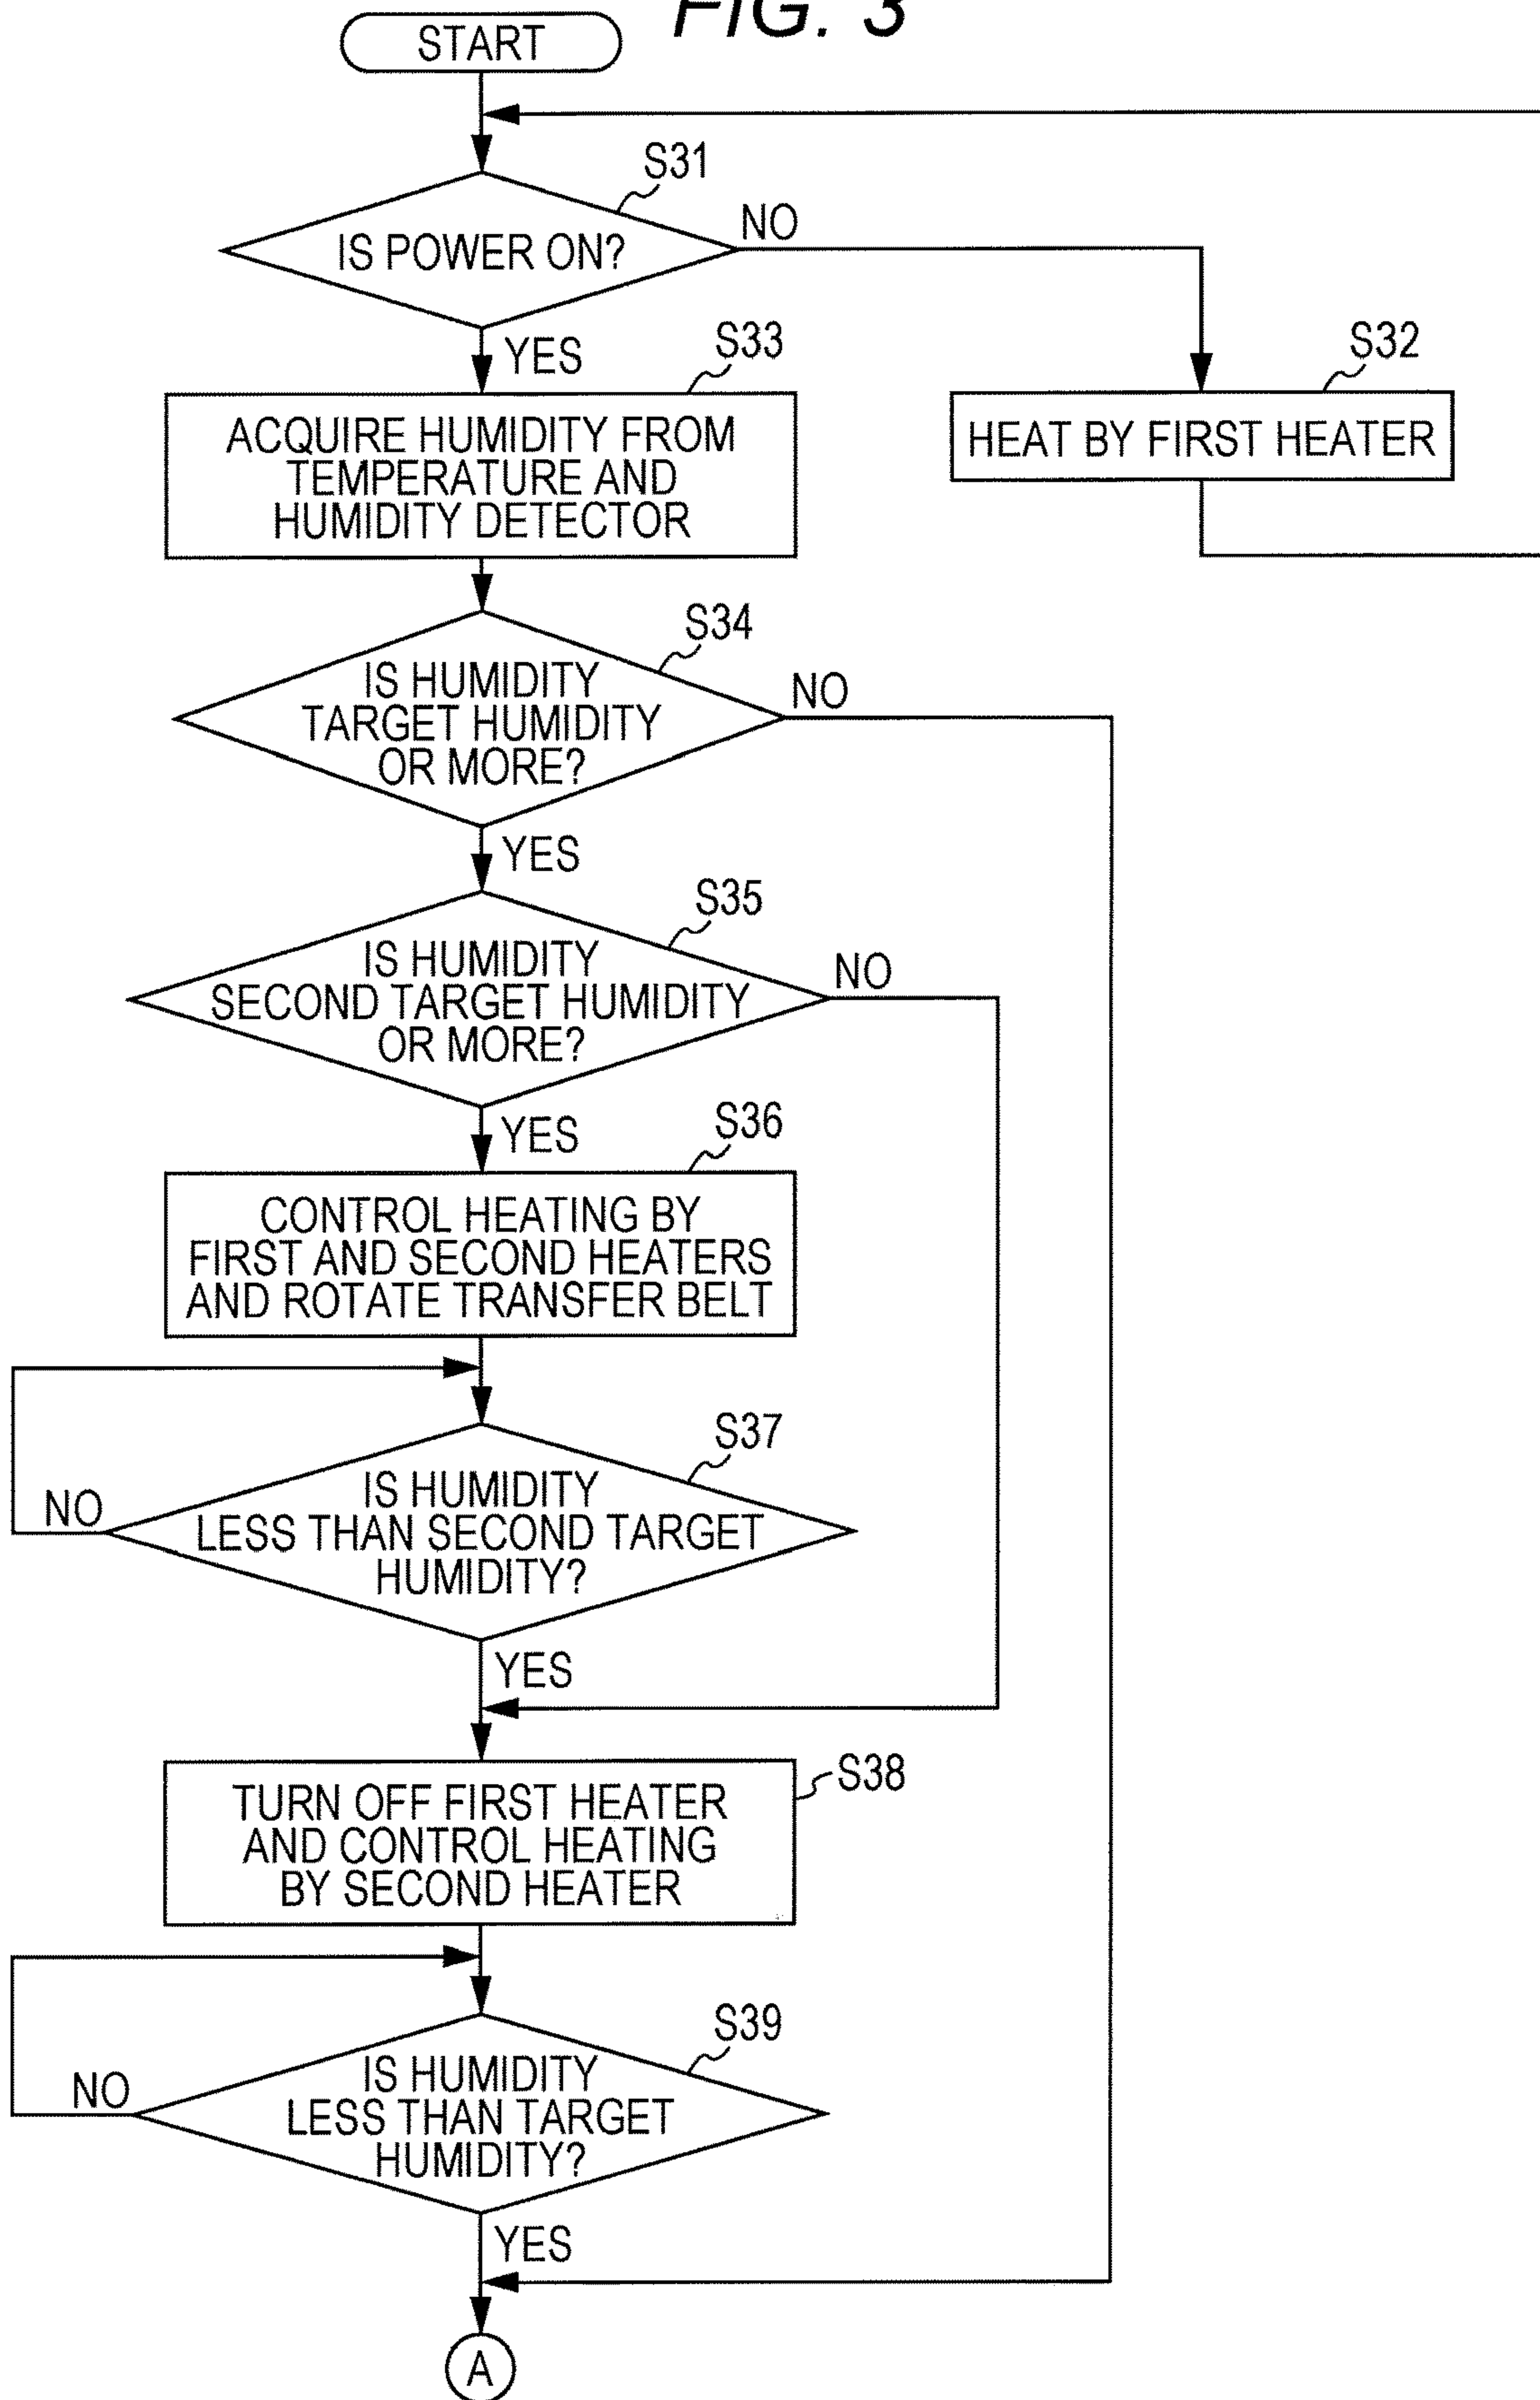 FIG. 3
START
S31
IS POWER ON?
NO
YES
S33
S32
ACQUIRE HUMIDITY FROM
TEMPERATURE AND
HUMIDITY DETECTOR
HEAT BY FIRST HEATER
S34
IS HUMIDITY
TARGET HUMIDITY
OR MORE?
NO
YES
S35
IS HUMIDITY
SECOND TARGET HUMIDITY
OR MORE?
NO
YES
S36
CONTROL HEATING BY
FIRST AND SECOND HEATERS
AND ROTATE TRANSFER BELT
S37
IS HUMIDITY
LESS THAN SECOND TARGET
HUMIDITY?
NO
YES
S38
TURN OFF FIRST HEATER
AND CONTROL HEATING
BY SECOND HEATER
S39
IS HUMIDITY
LESS THAN TARGET
HUMIDITY?
NO
YES
A